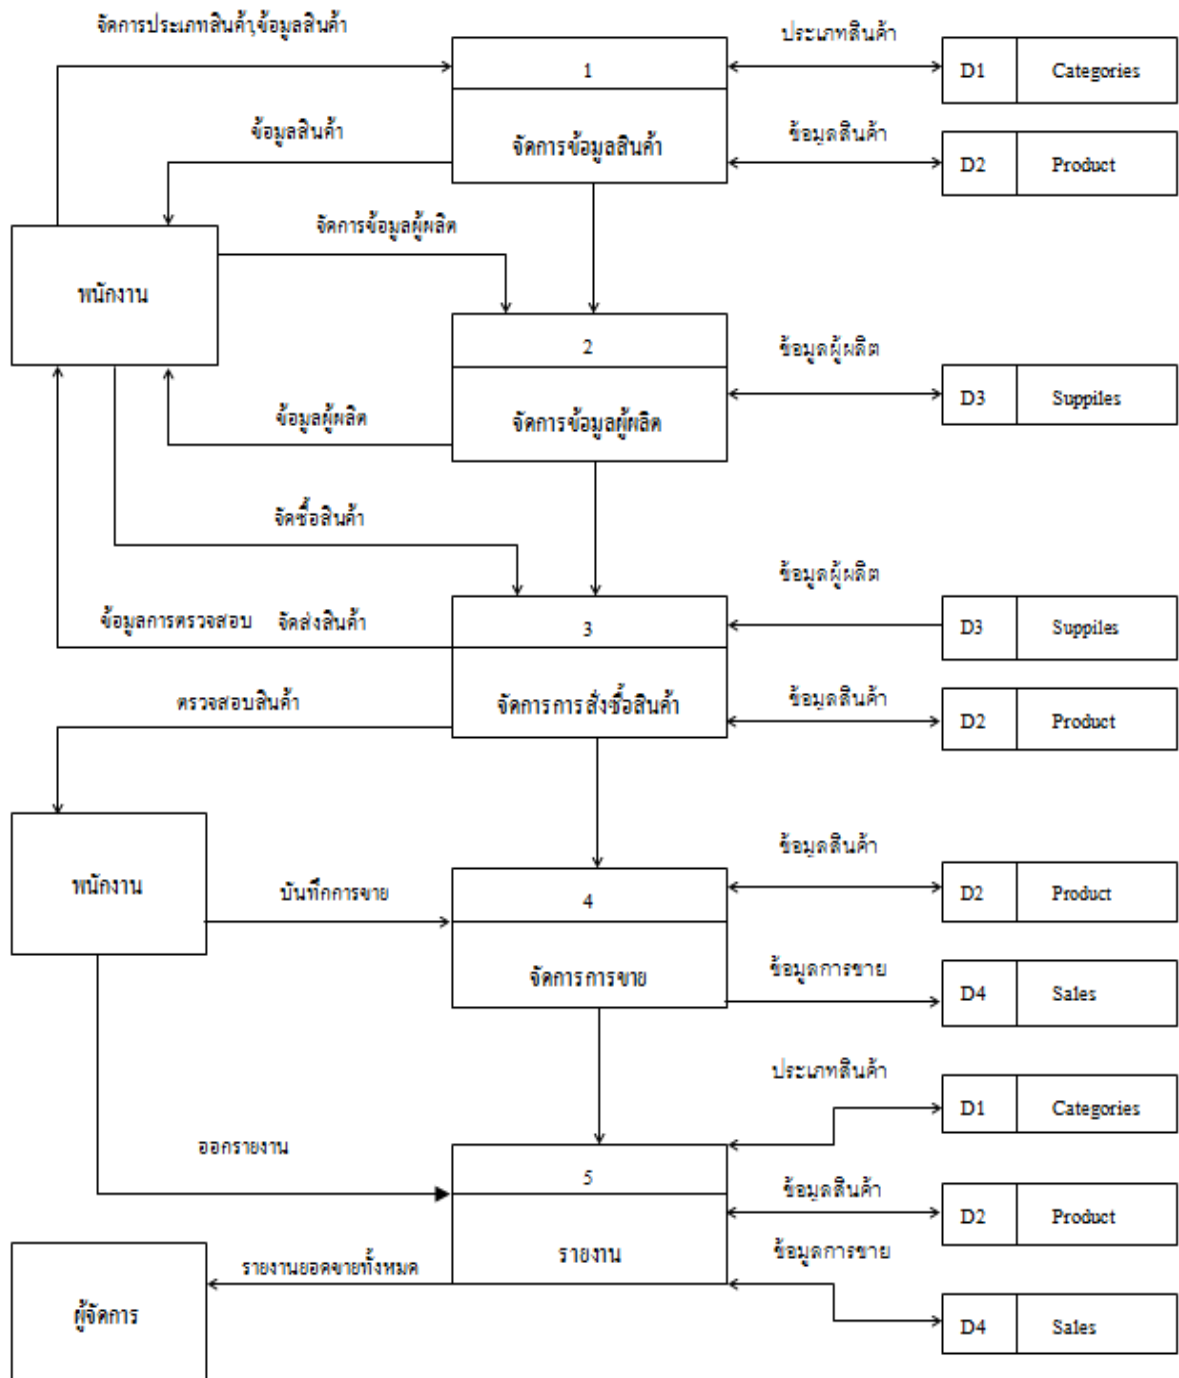 จัดการประเภทสินค้า,ข้อมูลสินค้า
ประเภทสินค้า
1
D1 Categories
ข้อมูลสินค้า
จัดการข้อมูลสินค้า
ข้อมูลสินค้า
D2 Product
จัดการข้อมูลผู้ผลิต
พนักงาน
2
ข้อมูลผู้ผลิต
D3 Suppiles
ข้อมูลผู้ผลิต
จัดการข้อมูลผู้ผลิต
จัดซื้อสินค้า
ข้อมูลผู้ผลิต
ข้อมูลการตรวจสอบ จัดส่งสินค้า
3
D3 Suppiles
ตรวจสอบสินค้า
จัดการการสั่งซื้อสินค้า
ข้อมูลสินค้า
D2 Product
พนักงาน
บันทึกการขาย
4
ข้อมูลสินค้า
D2 Product
จัดการการขาย
ข้อมูลการขาย
D4 Sales
ประเภทสินค้า
D1 Categories
ออกรายงาน
5
ข้อมูลสินค้า
D2 Product
รายงาน
ข้อมูลการขาย
รายงานยอดขายทั้งหมด
ผู้จัดการ
D4 Sales